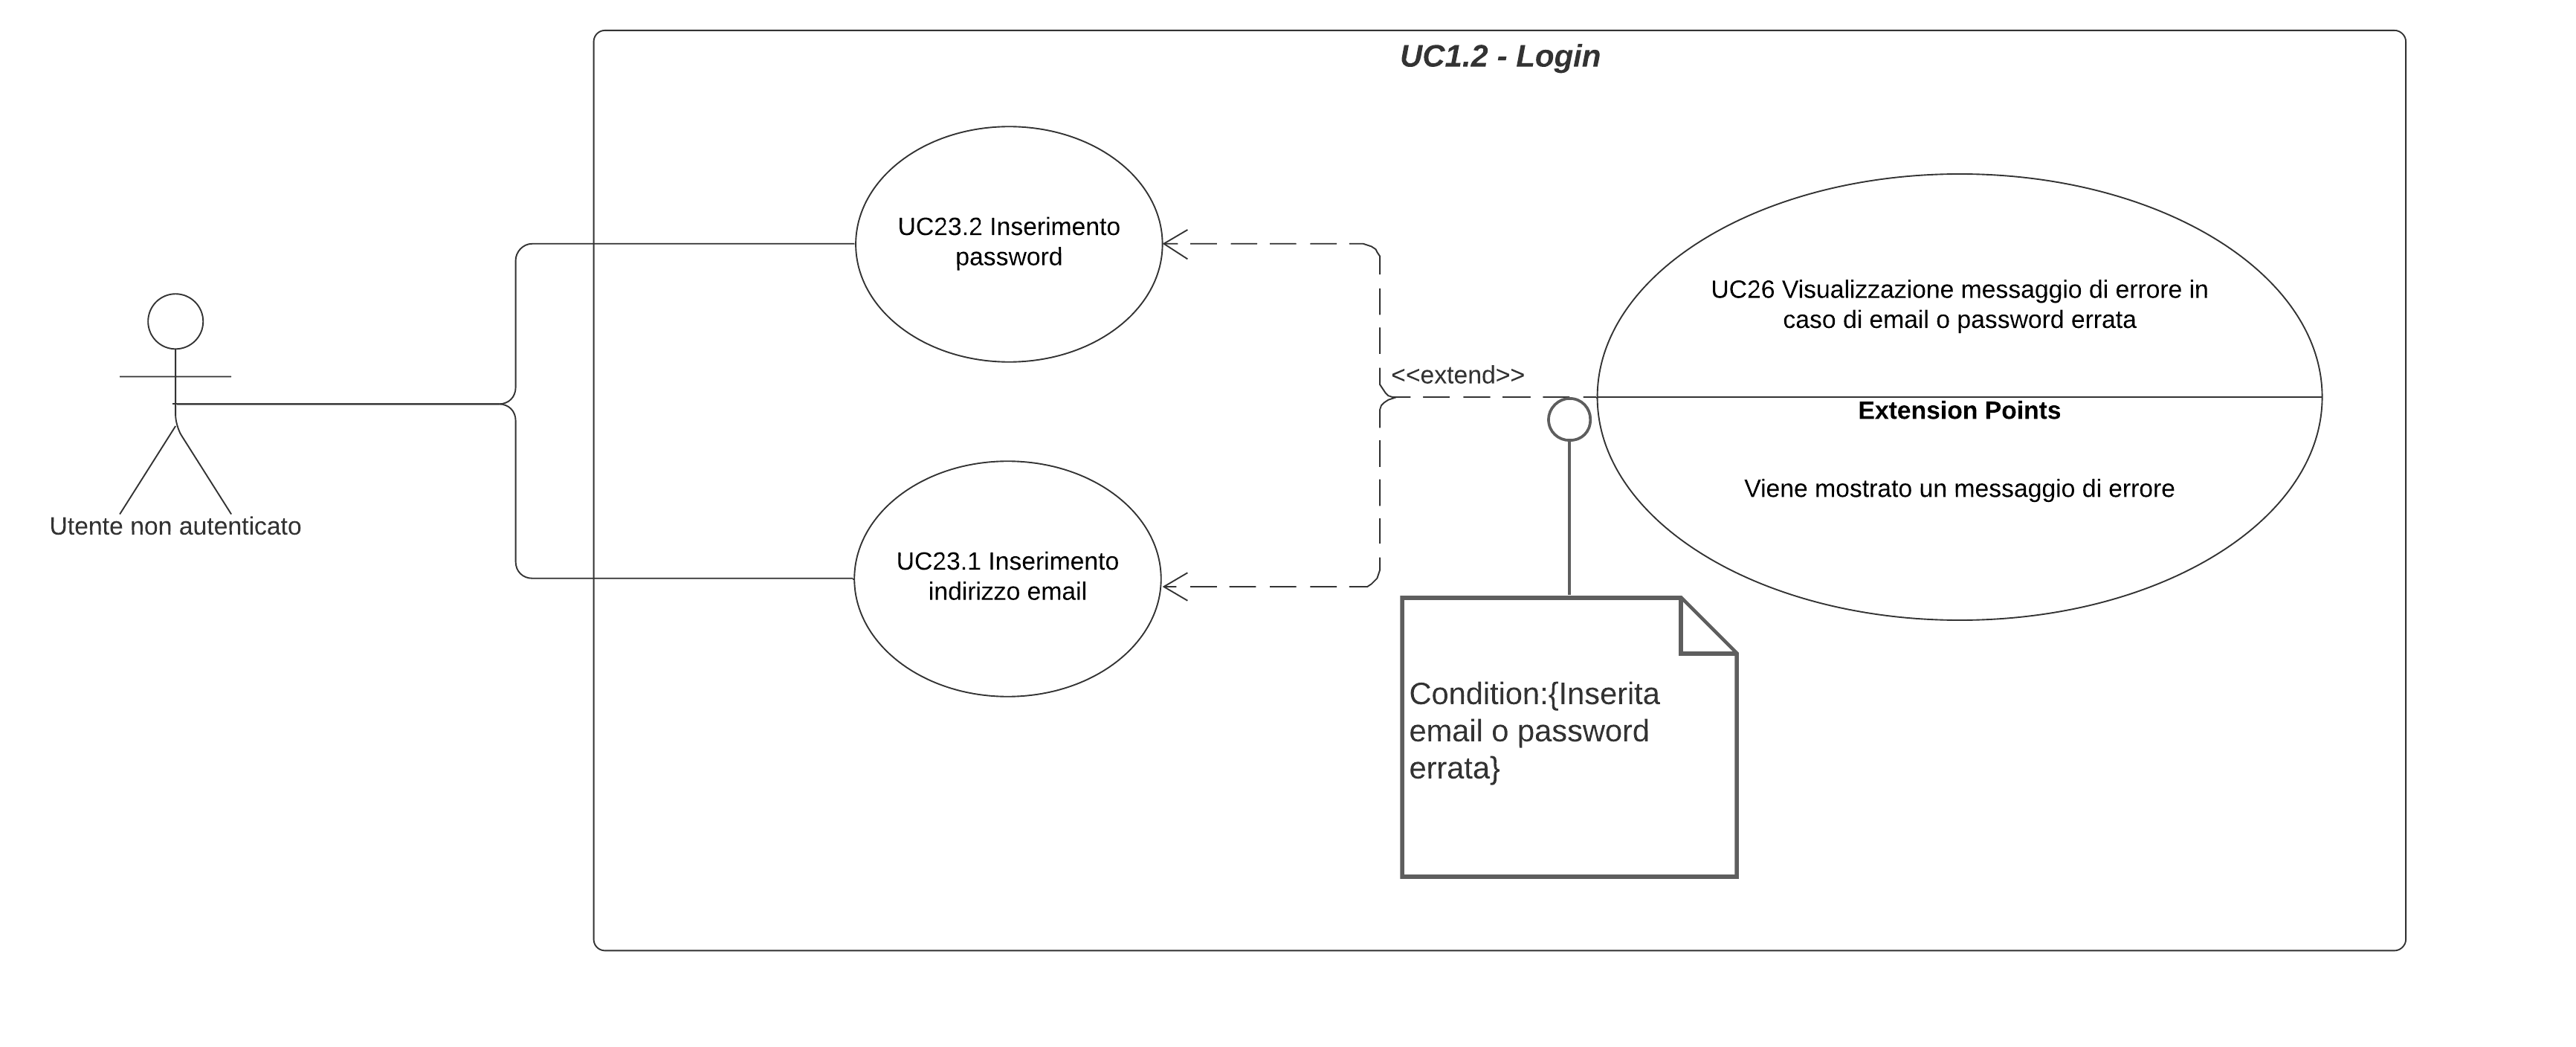 UC1.2 - Login
UC23.2 Inserimento
password
UC26 Visualizzazione messaggio di errore in
caso di email o password errata
<<extend>>
Extension Points
Viene mostrato un messaggio di errore
Utente non autenticato
UC23.1 Inserimento
indirizzo email
Condition:{Inserita
email o password
errata}